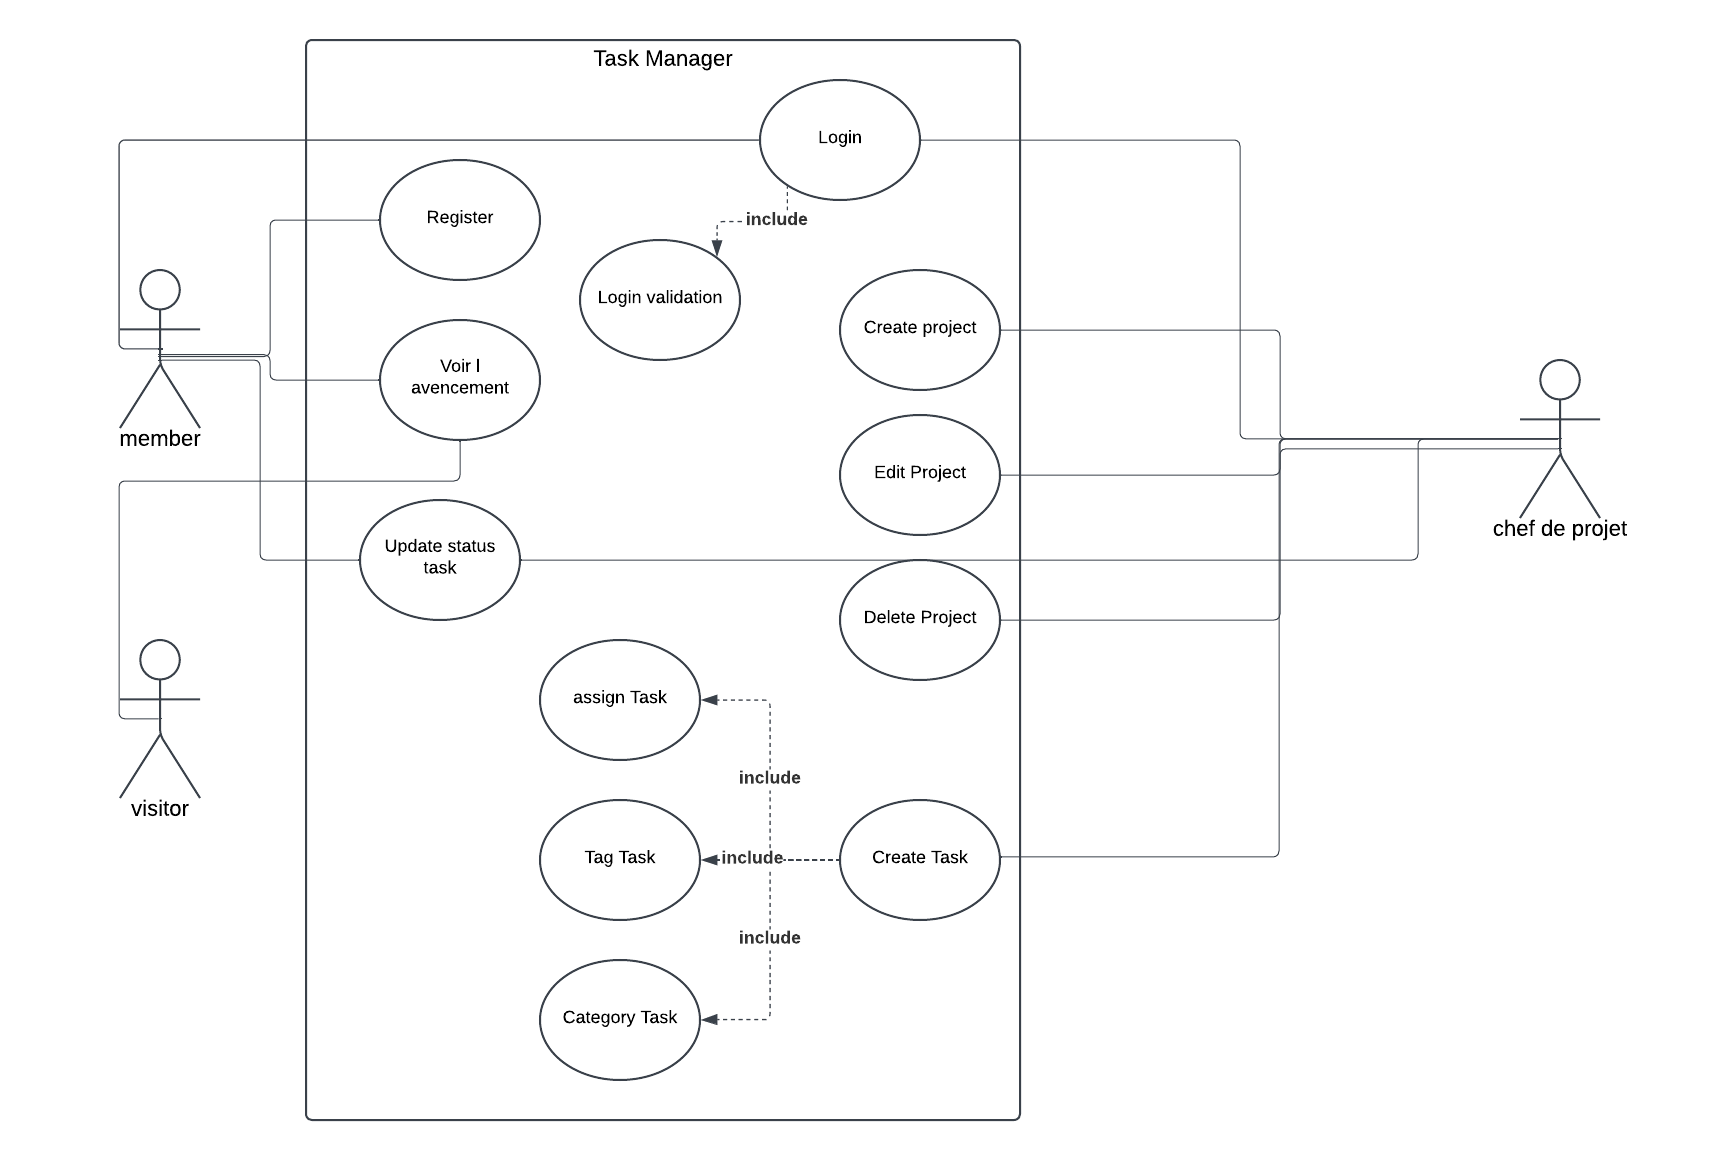 Task Manager
Login
Register
include
Login validation
Create project
Voir l
avencement
member
Edit Project
chef de projet
Update status
task
Delete Project
assign Task
include
visitor
Tag Task
include
Create Task
include
Category Task